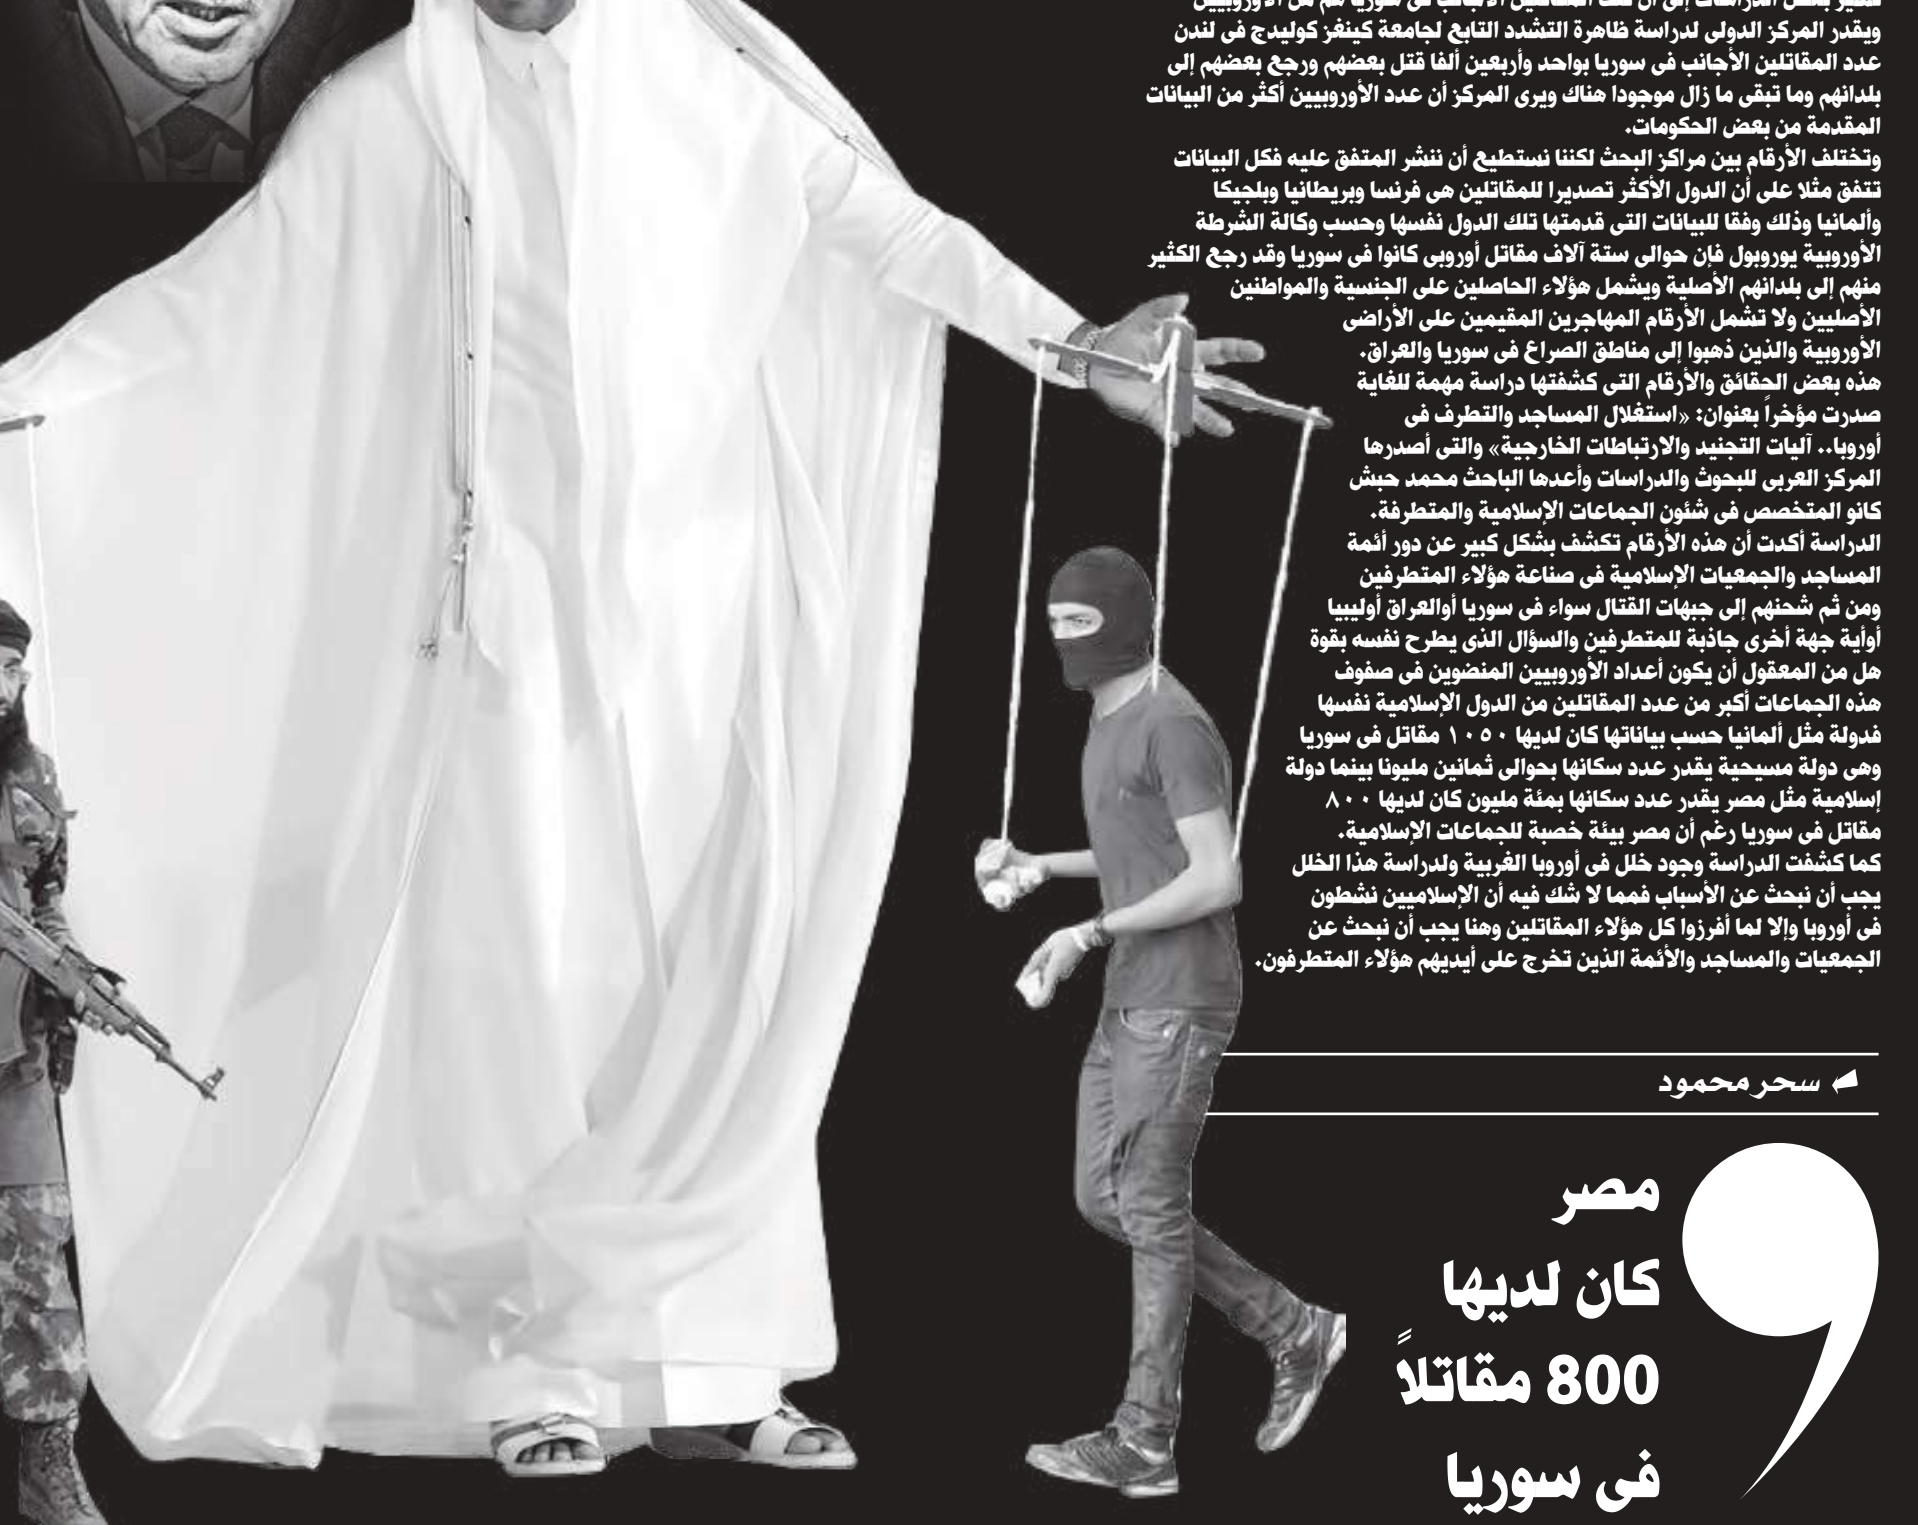 ويقدر المركز الدولى لدراسة ظاهرة التشدد التابع لجامعة كينغز كوليدج فى لندن
عدد المقاتلين الأجانب فى سوريا بواحد وأربعين ألفا قتل بعضهم ورجع بعضهم إلى
بلدانهم وما تبقى ما زال موجودا هناك ويرى المركز أن عدد الأوروبيين أكثر من البيانات
المقدمة من بعض الحكومات.
وتختلف الأرقام بين مراكز البحث لكننا نستطيع أن ننشر المتفق عليه فكل البيانات
تتفق مثلا على أن الدول الأكثر تصديرا للمقاتلين هى فرنسا وبريطانيا وبلجيكا
وألمانيا وذلك وفقا للبيانات التى قدمتها تلك الدول نفسها وحسب وكالة الشرطة
الأوروبية يوروبول فإن حوالى ستة آلاف مقاتل أوروبى كانوا فى سوريا وقد رجع الكثير
منهم إلى بلدانهم الأصلية ويشمل هؤلاء الحاصلين على الجنسية والمواطنين
الأصليين ولا تشمل الأرقام المهاجرين المقيمين على الأراضى
الأوروبية والذين ذهبوا إلى مناطق الصراع فى سوريا والعراق.
هذه بعض الحقائق والأرقام التى كشفتها دراسة مهمة للغاية
صدرت مؤخراً بعنوان: «استغلال المساجد والتطرف فى
أوروبا.. آليات التجنيد والارتباطات الخارجية» والتى أصدرها
المركز العربى للبحوث والدراسات وأعدها الباحث محمد حبش
كانو المتخصص فى شئون الجماعات الإسلامية والمتطرفة.
الدراسة أكدت أن هذه الأرقام تكشف بشكل كبير عن دور أئمة
المساجد والجمعيات الإسلامية فى صناعة هؤلاء المتطرفين
ومن ثم شحنهم إلى جبهات القتال سواء فى سوريا أوالعراق أوليبيا
أوأية جهة أخرى جاذبة للمتطرفين والسؤال الذى يطرح نفسه بقوة
هل من المعقول أن يكون أعداد الأوروبيين المنضوين فى صفوف
هذه الجماعات أكبر من عدد المقاتلين من الدول الإسلامية نفسها
فدولة مثل ألمانيا حسب بياناتها كان لديها ١٠٥٠ مقاتل فى سوريا
وهى دولة مسيحية يقدر عدد سكانها بحوالى ثمانين مليونا بينما دولة
إسلامية مثل مصر يقدر عدد سكانها بمئة مليون كان لديها ٨٠٠
مقاتل فى سوريا رغم أن مصر بيئة خصبة للجماعات الإسلامية.
كما كشفت الدراسة وجود خلل فى أوروبا الغربية ولدراسة هذا الخلل
يجب أن نبحث عن الأسباب فمما لا شك فيه أن الإسلاميين نشطون
فى أوروبا وإلا لما أفرزوا كل هؤلاء المقاتلين وهنا يجب أن نبحث عن
الجمعيات والمساجد والأئمة الذين تخرج على أيديهم هؤلاء المتطرفون.
سحر محمود
مصر
كان لديها
800 مقاتلاً
فى سوريا